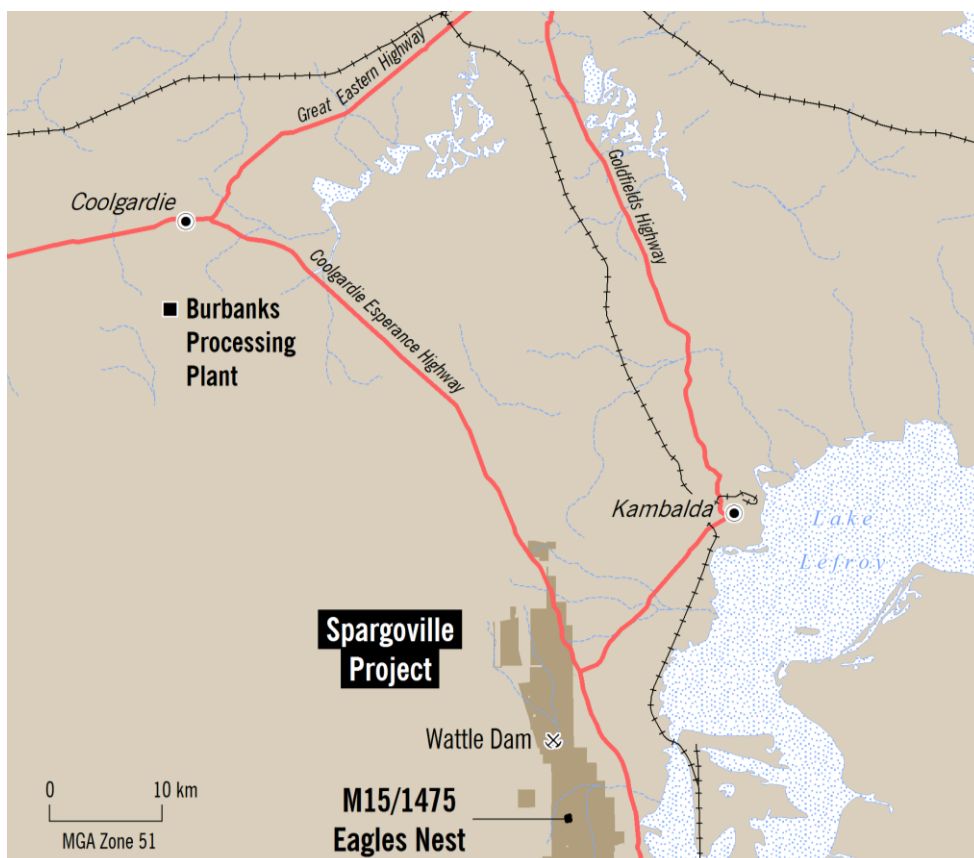 Great Eastern Highway
Coolgardie
Goldfields Highway
Coolgardie Esperance Highway
Burbanks
Processing
Plant
Kambalda
Lake
Lefroy
Spargoville
Project
Wattle Dam
M15/1475
Eagles Nest
0 10 km
MGA Zone 51